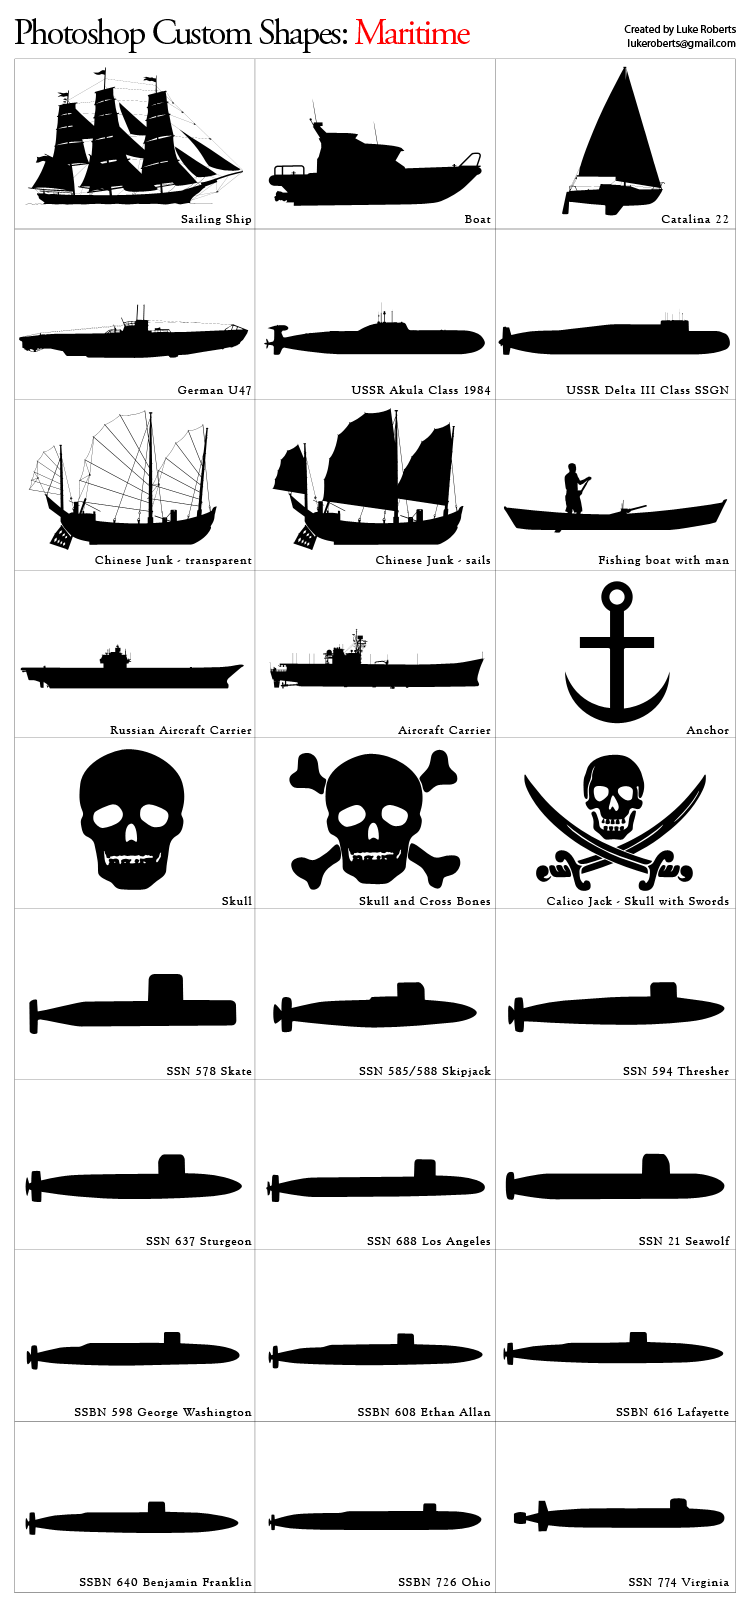 Photoshop Custom Shapes: Maritime
Created by Luke Roberts
lukeroberts@gmail.com
Sailing Ship
Boat
Catalina 22
German U47
USSR Akula Class 1984
USSR Delta III Class SSGN
Chinese Junk - transparent
Chinese Junk - sails
Fishing boat with man
Russian Aircraft Carrier
Aircraft Carrier
Anchor
Skull
Skull and Cross Bones
Calico Jack - Skull with Swords
SSN 578 Skate
SSN 585/588 Skipjack
SSN 594 Thresher
SSN 637 Sturgeon
SSN 688 Los Angeles
SSN 21 Seawolf
SSBN 598 George Washington
SSBN 608 Ethan Allan
SSBN 616 Lafayette
SSBN 640 Benjamin Franklin
SSBN 726 Ohio
SSN 774 Virginia